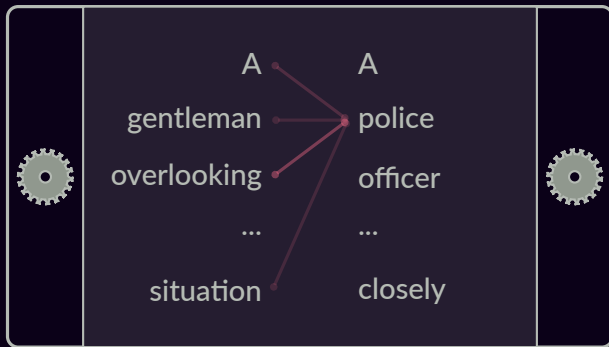 A A
gentleman police
overlooking officer
... ...
situation closely